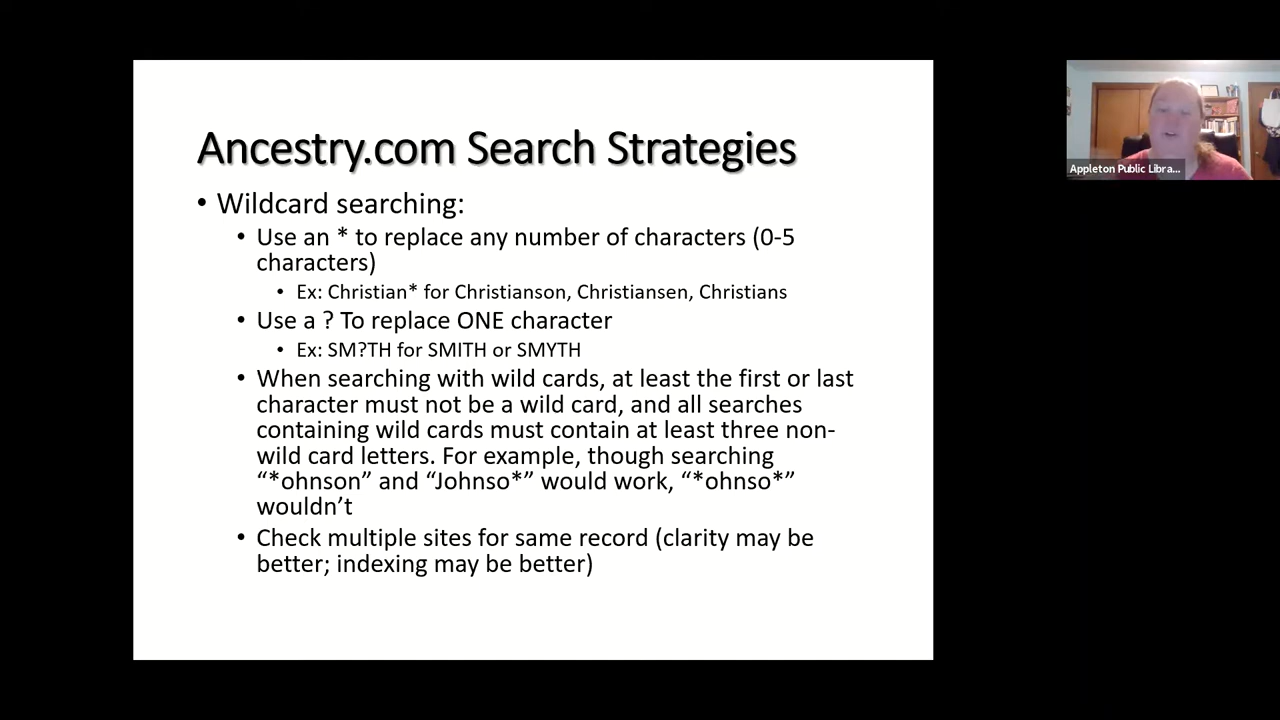 Ancestry.com Search Strategies
• Wildcard searching:
• Use an * to replace any number of characters (0-5
characters)
• Ex: Christian* for Christianson, Christiansen, Christians
• Use a ? To replace ONE character
• Ex: SM?TH for SMITH or SMYTH
• When searching with wild cards, at least the first or last
character must not be a wild card, and all searches
containing wild cards must contain at least three non-
wild card letters. For example, though searching
“*ohnson” and “Johnso*” would work, “*ohnso*”
wouldn’t
• Check multiple sites for same record (clarity may be
better; indexing may be better)
Appleton Public Libra...